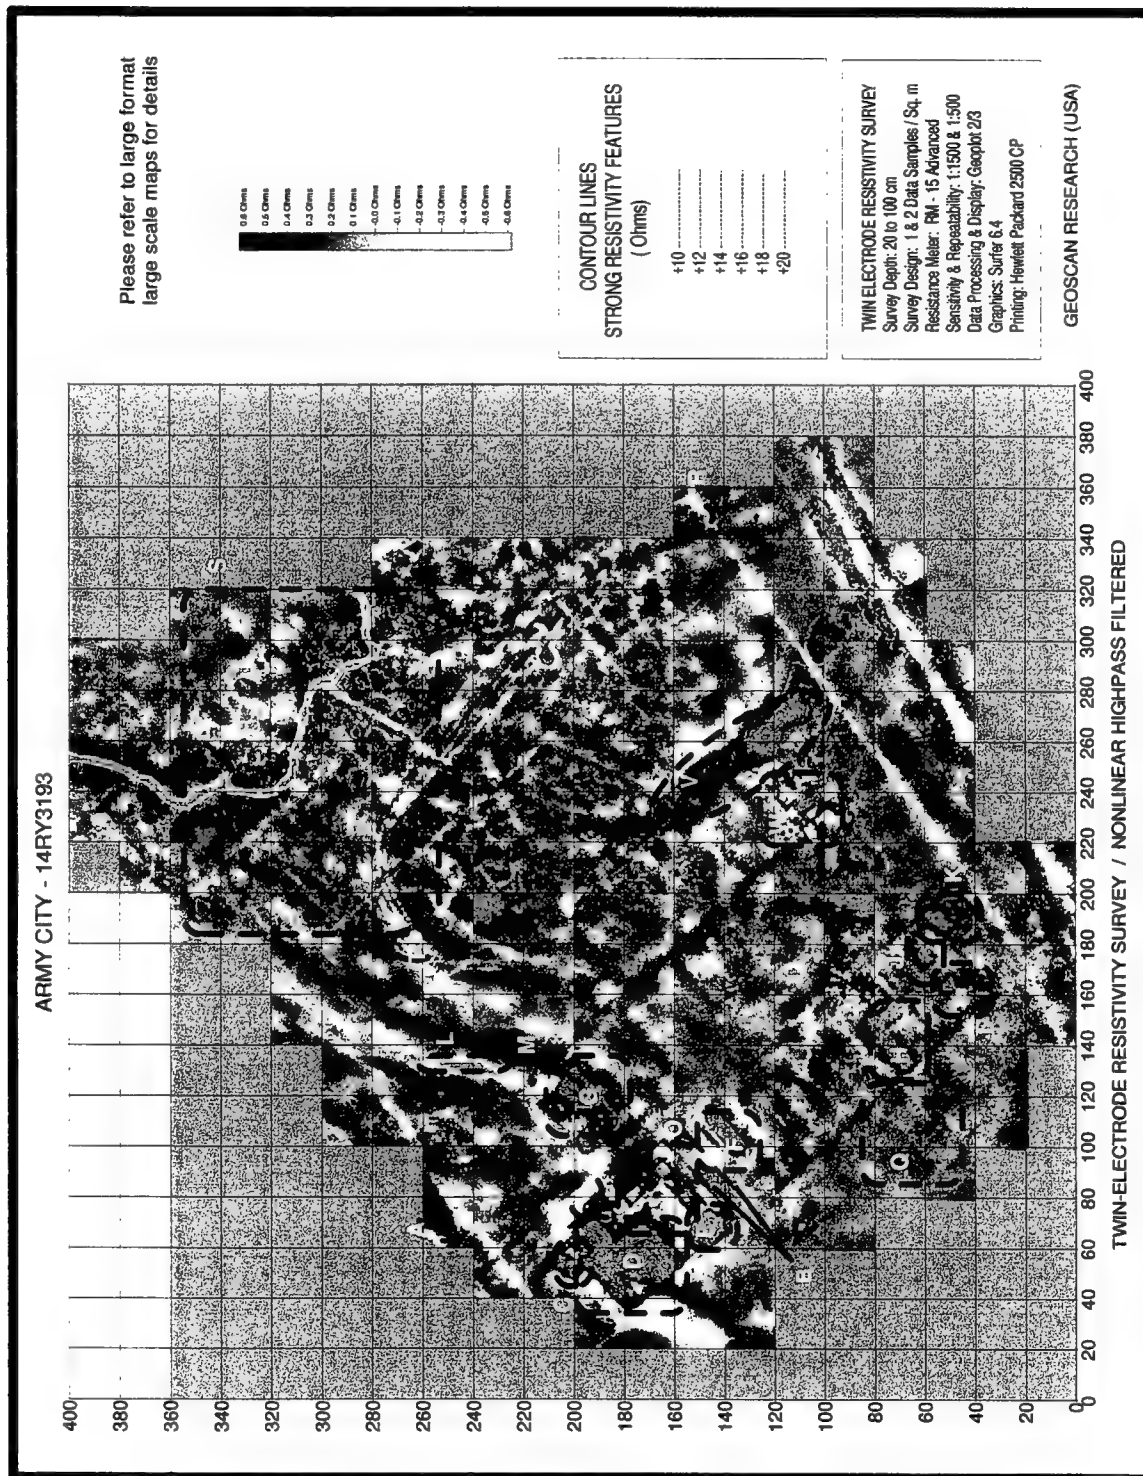 ARMY CITY - 14RY3193
400
380
360
340
320
300
280
260
240
220
200
180
160
140
120
100
80
60
40
20
0
0
20
40
60
80
100
120
140
160
180
200
220
240
260
280
300
320
340
360
380
400
S
R
C
V
L
M
K
J
A
G
D
O
Q
B
TWIN-ELECTRODE RESISTIVITY SURVEY / NONLINEAR HIGHPASS FILTERED
Please refer to large format
large scale maps for details
0.6 Ohms
0.5 Ohms
0.4 Ohms
0.3 Ohms
0.2 Ohms
0.1 Ohms
-0.0 Ohms
-0.1 Ohms
-0.2 Ohms
-0.3 Ohms
-0.4 Ohms
-0.5 Ohms
-0.6 Ohms
CONTOUR LINES
STRONG RESISTIVITY FEATURES
( Ohms)
+10
+12
+14
+16
+18
+20
TWIN ELECTRODE RESISTIVITY SURVEY
Survey Depth: 20 to 100 cm
Survey Design: 1 & 2 Data Samples / Sq. m
Resistance Meter: RM - 15 Advanced
Sensitivity & Repeatability: 1:1500 & 1:500
Data Processing & Display: Geoplot 2/3
Graphics: Surfer 6.4
Printing: Hewlett Packard 2500 CP
GEOSCAN RESEARCH (USA)